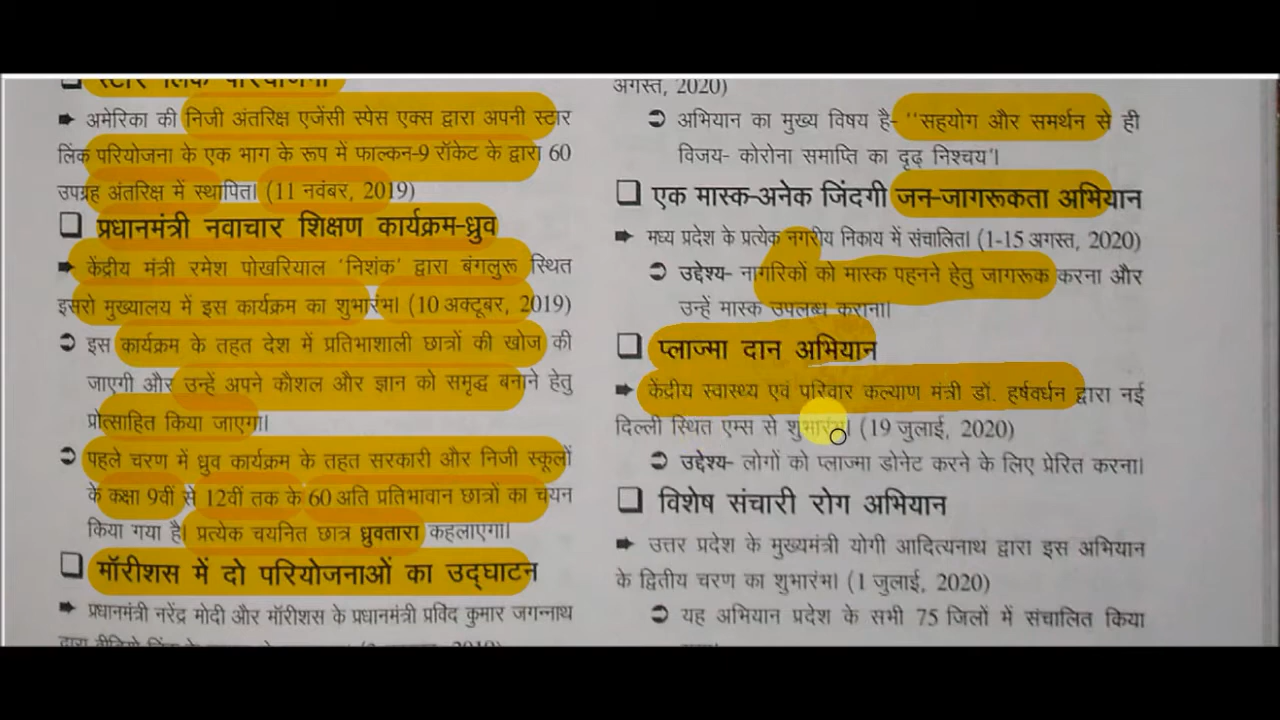 ❑ स्टार लिंक परियोजना
➡ अमेरिका की निजी अंतरिक्ष एजेंसी स्पेस एक्स द्वारा अपनी स्टार
लिंक परियोजना के एक भाग के रूप में फाल्कन-9 रॉकेट के द्वारा 60
उपग्रह अंतरिक्ष में स्थापित। (11 नवंबर, 2019)
❑ प्रधानमंत्री नवाचार शिक्षण कार्यक्रम-ध्रुव
➡ केंद्रीय मंत्री रमेश पोखरियाल 'निशंक' द्वारा बंगलुरू स्थित
इसरो मुख्यालय में इस कार्यक्रम का शुभारंभ। (10 अक्टूबर, 2019)
➲ इस कार्यक्रम के तहत देश में प्रतिभाशाली छात्रों की खोज की
जाएगी और उन्हें अपने कौशल और ज्ञान को समृद्ध बनाने हेतु
प्रोत्साहित किया जाएगा।
➲ पहले चरण में ध्रुव कार्यक्रम के तहत सरकारी और निजी स्कूलों
के कक्षा 9वीं से 12वीं तक के 60 अति प्रतिभावान छात्रों का चयन
किया गया है। प्रत्येक चयनित छात्र ध्रुवतारा कहलाएगा।
❑ मॉरीशस में दो परियोजनाओं का उद्घाटन
➡ प्रधानमंत्री नरेंद्र मोदी और मॉरीशस के प्रधानमंत्री प्रविंद कुमार जगन्नाथ
द्वारा वीडियो लिंक के
अगस्त, 2020)
➲ अभियान का मुख्य विषय है- ''सहयोग और समर्थन से ही
विजय- कोरोना समाप्ति का दृढ़ निश्चय'।
❑ एक मास्क-अनेक जिंदगी जन-जागरूकता अभियान
➡ मध्य प्रदेश के प्रत्येक नगरीय निकाय में संचालित। (1-15 अगस्त, 2020)
➲ उद्देश्य- नागरिकों को मास्क पहनने हेतु जागरूक करना और
उन्हें मास्क उपलब्ध कराना।
❑ प्लाज्मा दान अभियान
➡ केंद्रीय स्वास्थ्य एवं परिवार कल्याण मंत्री डॉ. हर्षवर्धन द्वारा नई
दिल्ली स्थित एम्स से शुभारंभ। (19 जुलाई, 2020)
➲ उद्देश्य- लोगों को प्लाज्मा डोनेट करने के लिए प्रेरित करना।
❑ विशेष संचारी रोग अभियान
➡ उत्तर प्रदेश के मुख्यमंत्री योगी आदित्यनाथ द्वारा इस अभियान
के द्वितीय चरण का शुभारंभ। (1 जुलाई, 2020)
➲ यह अभियान प्रदेश के सभी 75 जिलों में संचालित किया